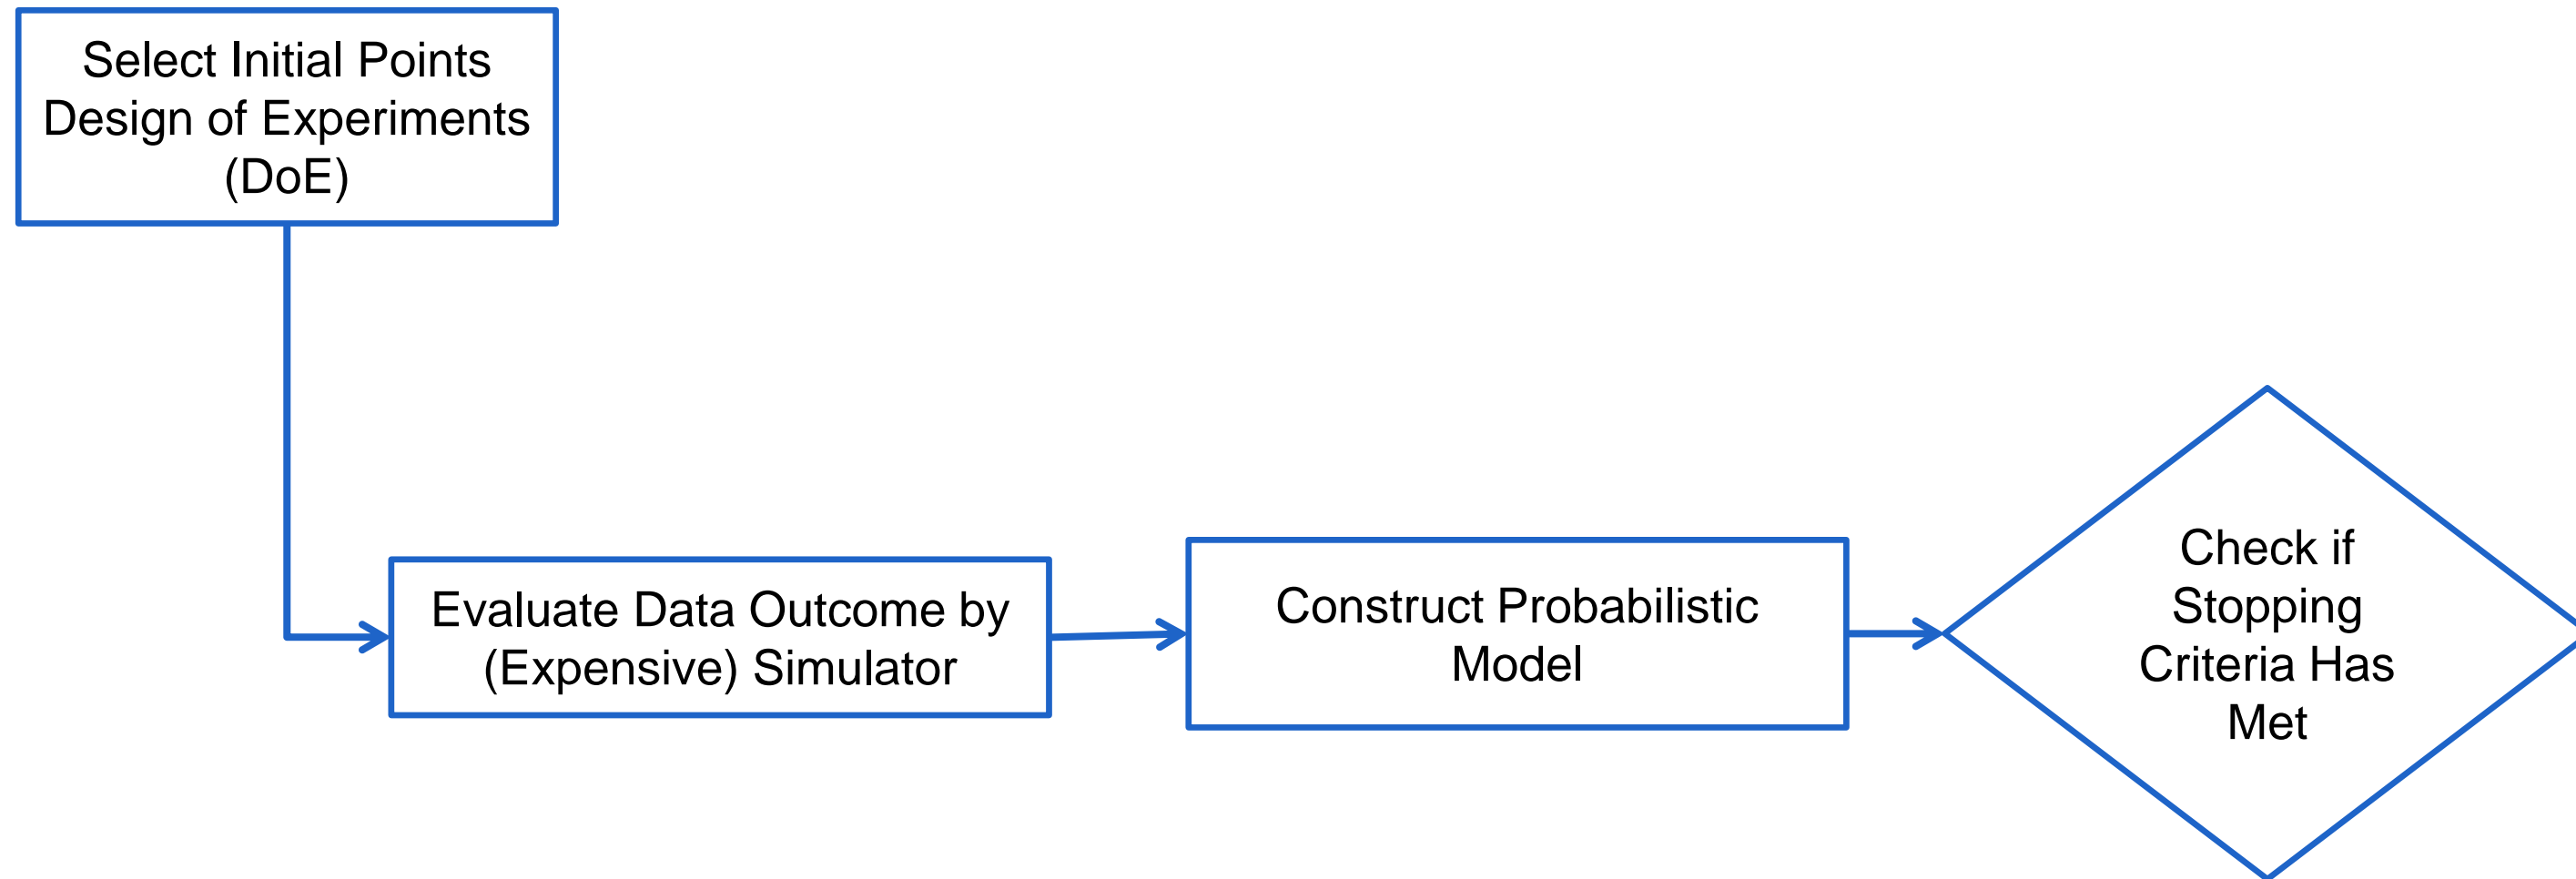 Select Initial Points
Design of Experiments
(DoE)
Evaluate Data Outcome by
(Expensive) Simulator
Construct Probabilistic
Model
Check if
Stopping
Criteria Has
Met